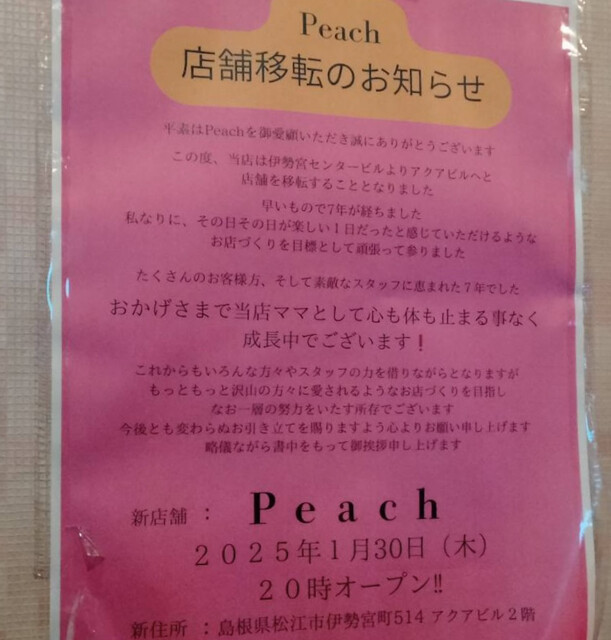 Peach
店舗移転のお知らせ
平素はPeachを御愛顧いただき誠にありがとうございます
この度、当店は伊勢宮センタービルよりアクアビルへと
店舗を移転することとなりました
早いもので7年が経ちました
私なりに、その日その日が楽しい１日だったと感じていただけるような
お店づくりを目標として頑張って参りました
たくさんのお客様方、そして素敵なスタッフに恵まれた７年でした
おかげさまで当店ママとして心も体も止まる事なく
成長中でございます！
これからもいろんな方々やスタッフの力を借りながらとなりますが
もっともっと沢山の方々に愛されるようなお店づくりを目指し
なお一層の努力をいたす所存でございます
今後とも変わらぬお引き立てを賜りますよう心よりお願い申し上げます
略儀ながら書中をもって御挨拶申し上げます
新店舗 ： Peach
２０２５年１月30日（木）
２０時オープン‼
新住所 ： 島根県松江市伊勢宮町514 アクアビル２階